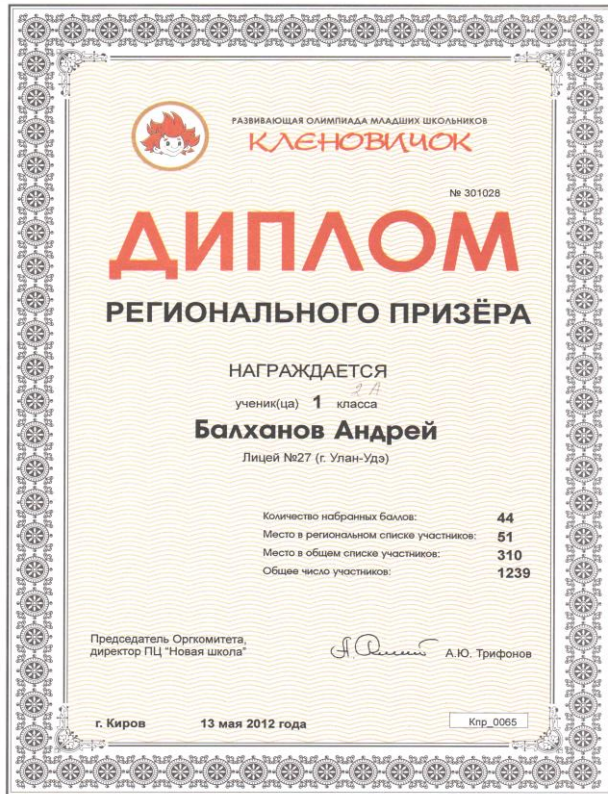 РАЗВИВАЮЩАЯ ОЛИМПИАДА МЛАДШИХ ШКОЛЬНИКОВ
КЛЕНОВИЧОК
№ 301028
ДИПЛОМ
РЕГИОНАЛЬНОГО ПРИЗЁРА
НАГРАЖДАЕТСЯ
2 А
ученик(ца) 1 класса
Балханов Андрей
Лицей №27 (г. Улан-Удэ)
Количество набранных баллов: 44
Место в региональном списке участников: 51
Место в общем списке участников: 310
Общее число участников: 1239
Председатель Оргкомитета,
директор ПЦ "Новая школа"
А.Ю. Трифонов
г. Киров 13 мая 2012 года
Кпр_0065